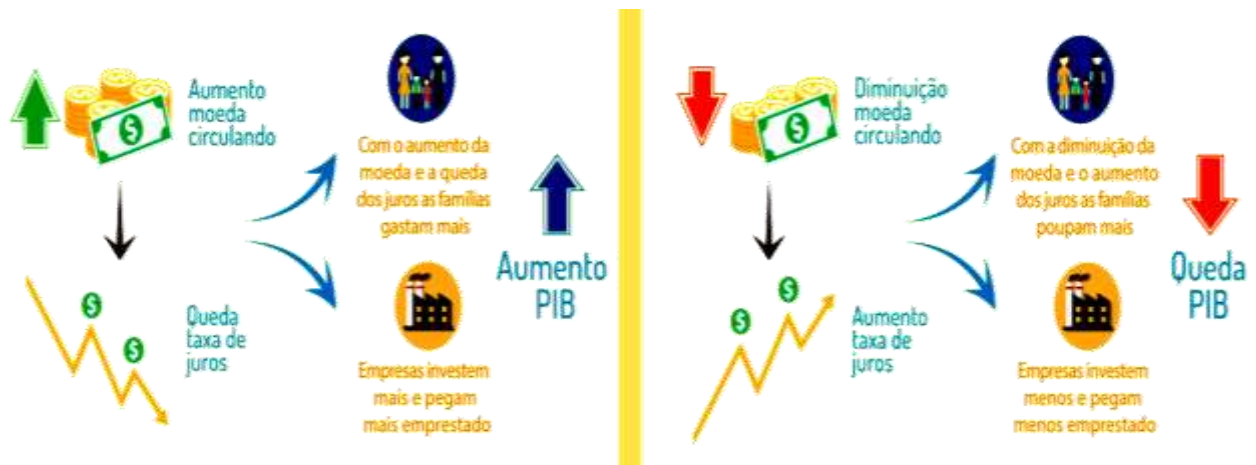 Aumento
moeda
circulando
Com o aumento da
moeda e a queda
dos juros as famílias
gastam mais
Aumento
PIB
Queda
taxa de
juros
Empresas investem
mais e pegam
mais emprestado
Diminuição
moeda
circulando
Com a diminuição da
moeda e o aumento
dos juros as famílias
poupam mais
Queda
PIB
Aumento
taxa de
juros
Empresas investem
menos e pegam
menos emprestado